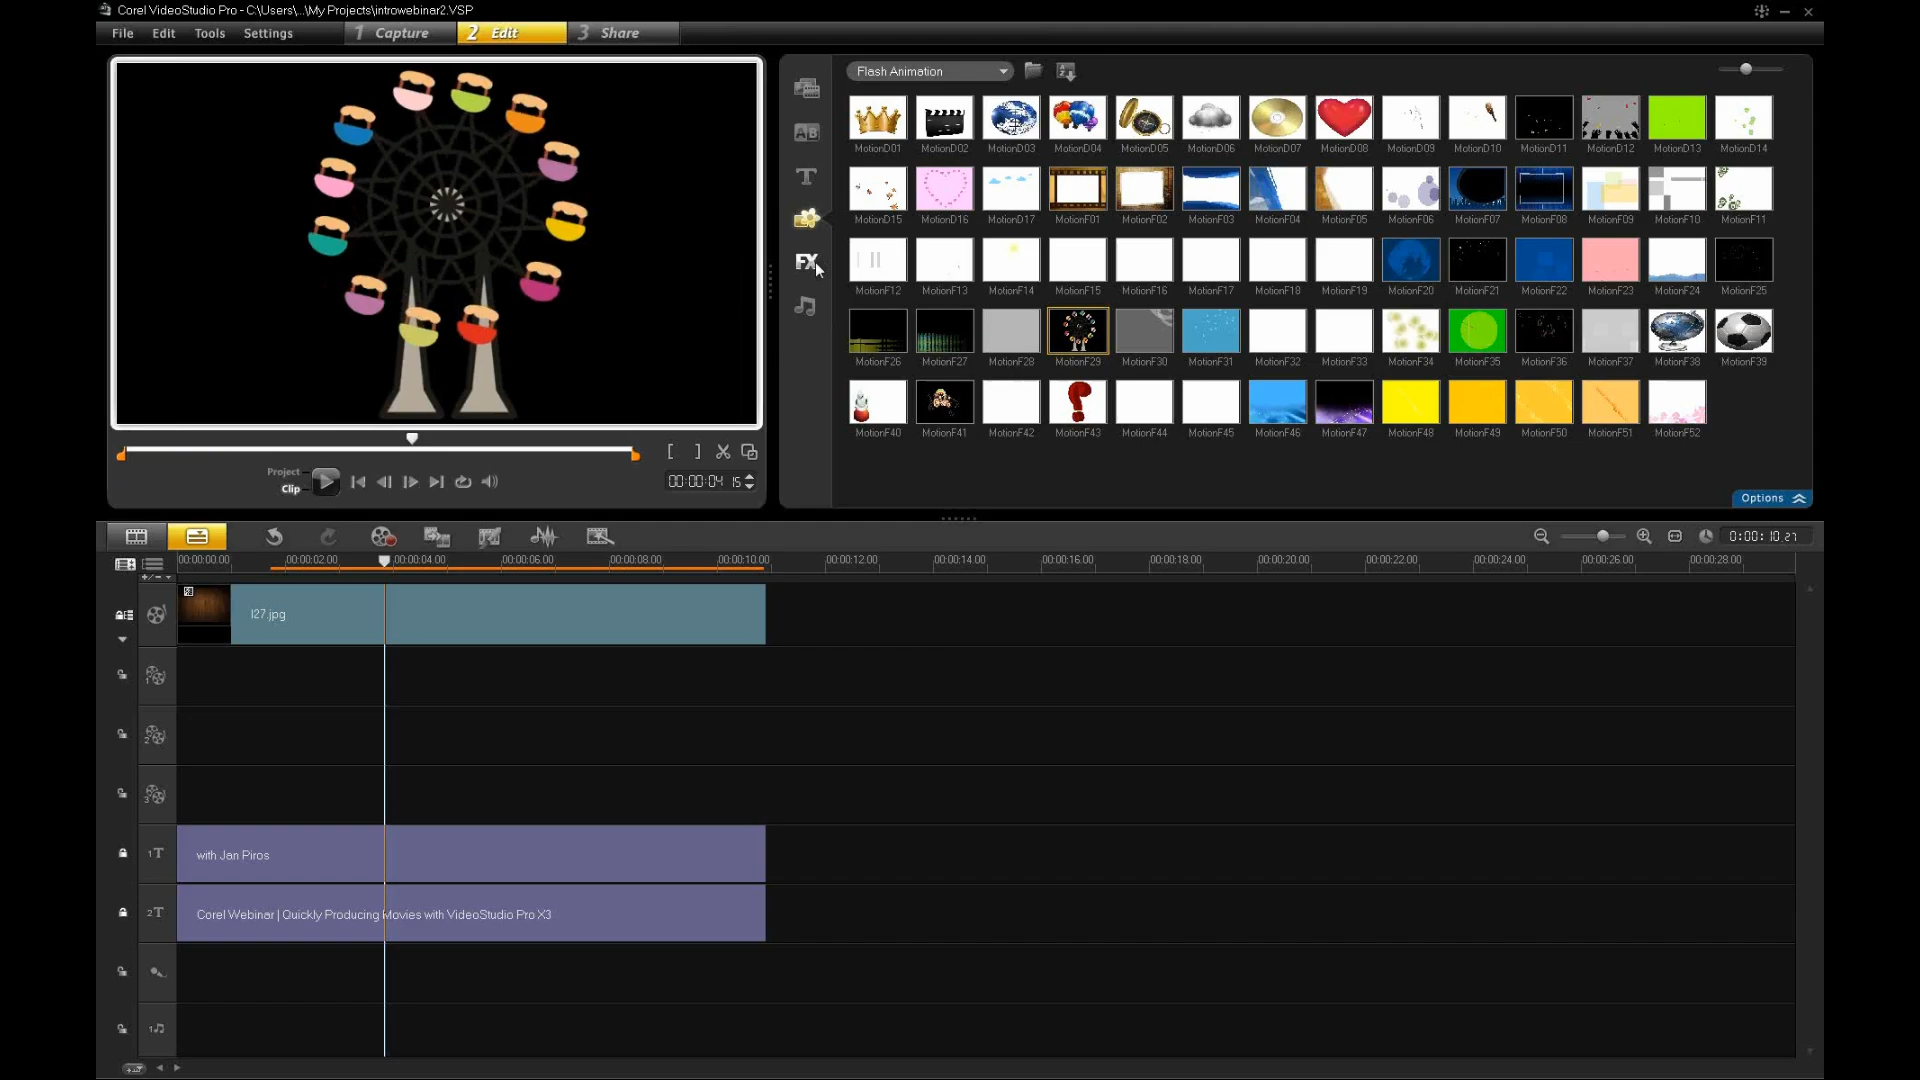 Corel VideoStudio Pro - C:\Users\...\My Projects\introwebinar2.VSP
File Edit Tools Settings 1 Capture 2 Edit 3 Share
Flash Animation
MotionD01 MotionD02 MotionD03 MotionD04 MotionD05 MotionD06 MotionD07 MotionD08 MotionD09 MotionD10 MotionD11 MotionD12 MotionD13 MotionD14
AB
T
MotionD15 MotionD16 MotionD17 MotionF01 MotionF02 MotionF03 MotionF04 MotionF05 MotionF06 MotionF07 MotionF08 MotionF09 MotionF10 MotionF11
FX
MotionF12 MotionF13 MotionF14 MotionF15 MotionF16 MotionF17 MotionF18 MotionF19 MotionF20 MotionF21 MotionF22 MotionF23 MotionF24 MotionF25
MotionF26 MotionF27 MotionF28 MotionF29 MotionF30 MotionF31 MotionF32 MotionF33 MotionF34 MotionF35 MotionF36 MotionF37 MotionF38 MotionF39
MotionF40 MotionF41 MotionF42 MotionF43 MotionF44 MotionF45 MotionF46 MotionF47 MotionF48 MotionF49 MotionF50 MotionF51 MotionF52
Project
Clip
[ ]
00:00:04 15
Options
0:00:10.27
00:00:00.00 00:00:02.00 00:00:04.00 00:00:06.00 00:00:08.00 00:00:10.00 00:00:12.00 00:00:14.00 00:00:16.00 00:00:18.00 00:00:20.00 00:00:22.00 00:00:24.00 00:00:26.00 00:00:28.00
I27.jpg
1
2
3
1T with Jan Piros
2T Corel Webinar | Quickly Producing Movies with VideoStudio Pro X3
1